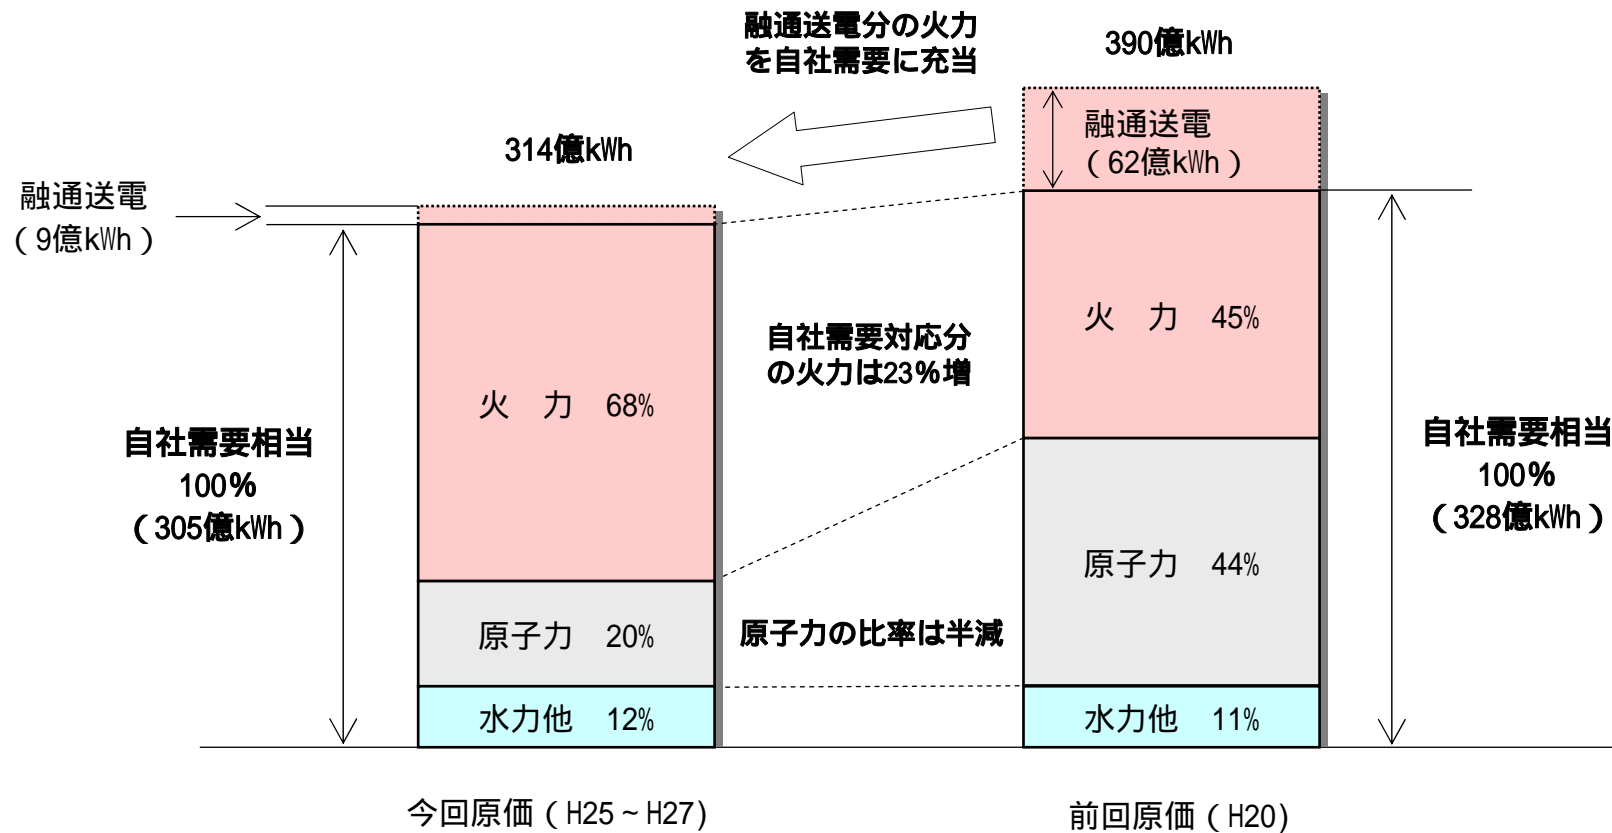 融通送電分の火力
を自社需要に充当
390億kWh
融通送電
（62億kWh）
314億kWh
融通送電
（9億kWh）
火　力　45%
自社需要対応分
の火力は23%増
火　力　68%
自社需要相当
100%
（305億kWh）
自社需要相当
100%
（328億kWh）
原子力　44%
原子力　20%
原子力の比率は半減
水力他　12%
水力他　11%
今回原価（H25～H27)
前回原価（H20)